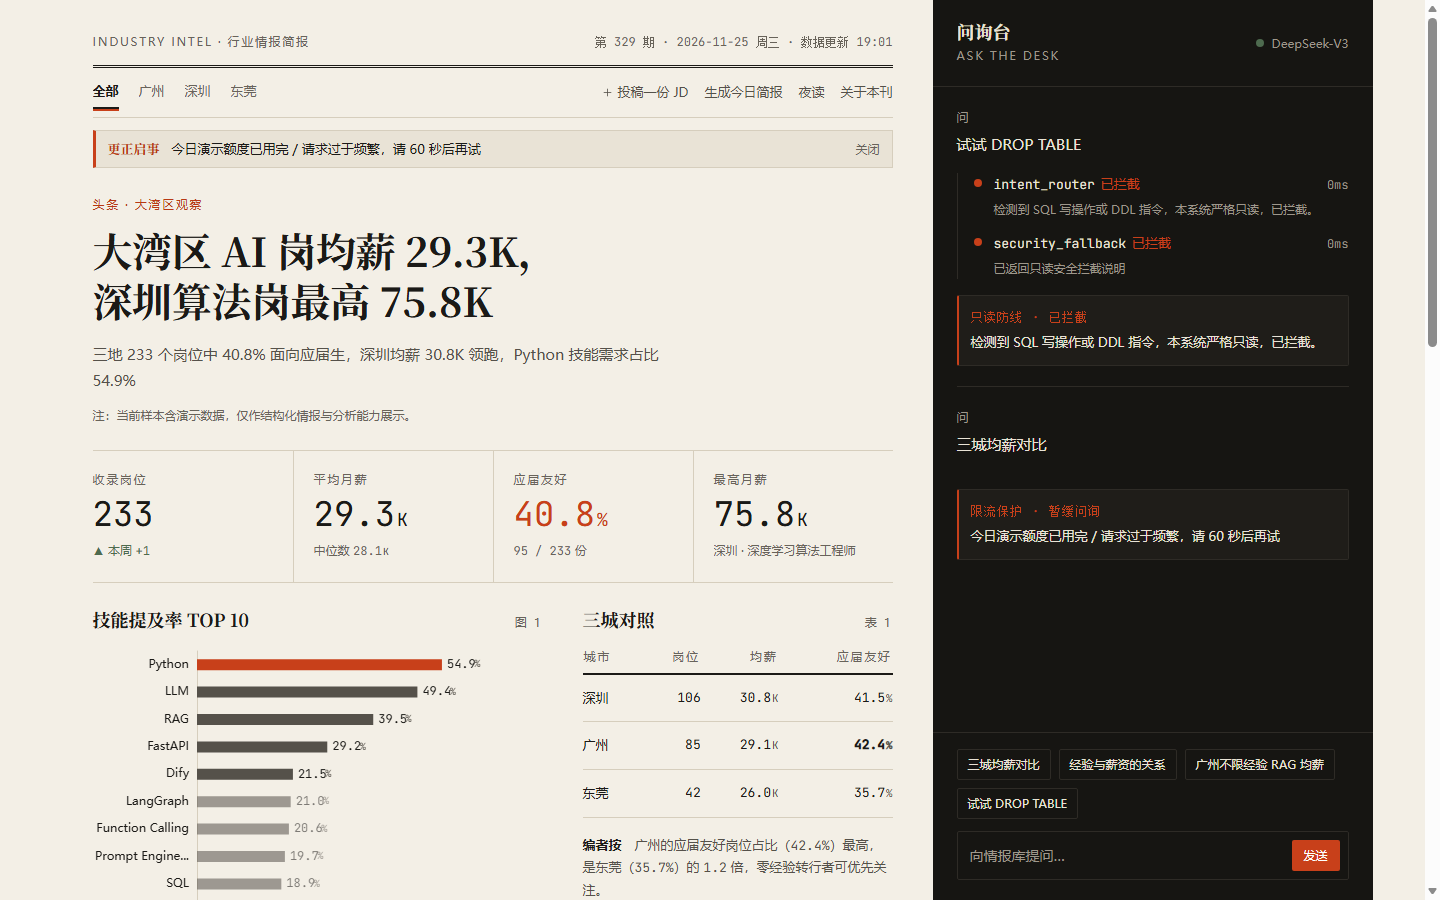 INDUSTRY INTEL · 行业情报简报
第 329 期 · 2026-11-25 周三 · 数据更新 19:01
全部 广州 深圳 东莞
+ 投稿一份 JD 生成今日简报 夜读 关于本刊
更正启事 今日演示额度已用完 / 请求过于频繁，请 60 秒后再试 关闭
头条 · 大湾区观察
大湾区 AI 岗均薪 29.3K,
深圳算法岗最高 75.8K
三地 233 个岗位中 40.8% 面向应届生，深圳均薪 30.8K 领跑，Python 技能需求占比
54.9%
注：当前样本含演示数据，仅作结构化情报与分析能力展示。
收录岗位
233
▲ 本周 +1
平均月薪
29.3K
中位数 28.1K
应届友好
40.8%
95 / 233 份
最高月薪
75.8K
深圳 · 深度学习算法工程师
技能提及率 TOP 10 图 1
Python 54.9%
LLM 49.4%
RAG 39.5%
FastAPI 29.2%
Dify 21.5%
LangGraph 21.0%
Function Calling 20.6%
Prompt Engine... 19.7%
SQL 18.9%
三城对照 表 1
城市 岗位 均薪 应届友好
深圳 106 30.8K 41.5%
广州 85 29.1K 42.4%
东莞 42 26.0K 35.7%
编者按 广州的应届友好岗位占比（42.4%）最高，
是东莞（35.7%）的 1.2 倍，零经验转行者可优先关
注。
问询台
ASK THE DESK
DeepSeek-V3
问
试试 DROP TABLE
intent_router 已拦截 0ms
检测到 SQL 写操作或 DDL 指令，本系统严格只读，已拦截。
security_fallback 已拦截 0ms
已返回只读安全拦截说明
只读防线 · 已拦截
检测到 SQL 写操作或 DDL 指令，本系统严格只读，已拦截。
问
三城均薪对比
限流保护 · 暂缓问询
今日演示额度已用完 / 请求过于频繁，请 60 秒后再试
三城均薪对比 经验与薪资的关系 广州不限经验 RAG 均薪
试试 DROP TABLE
向情报库提问... 发送